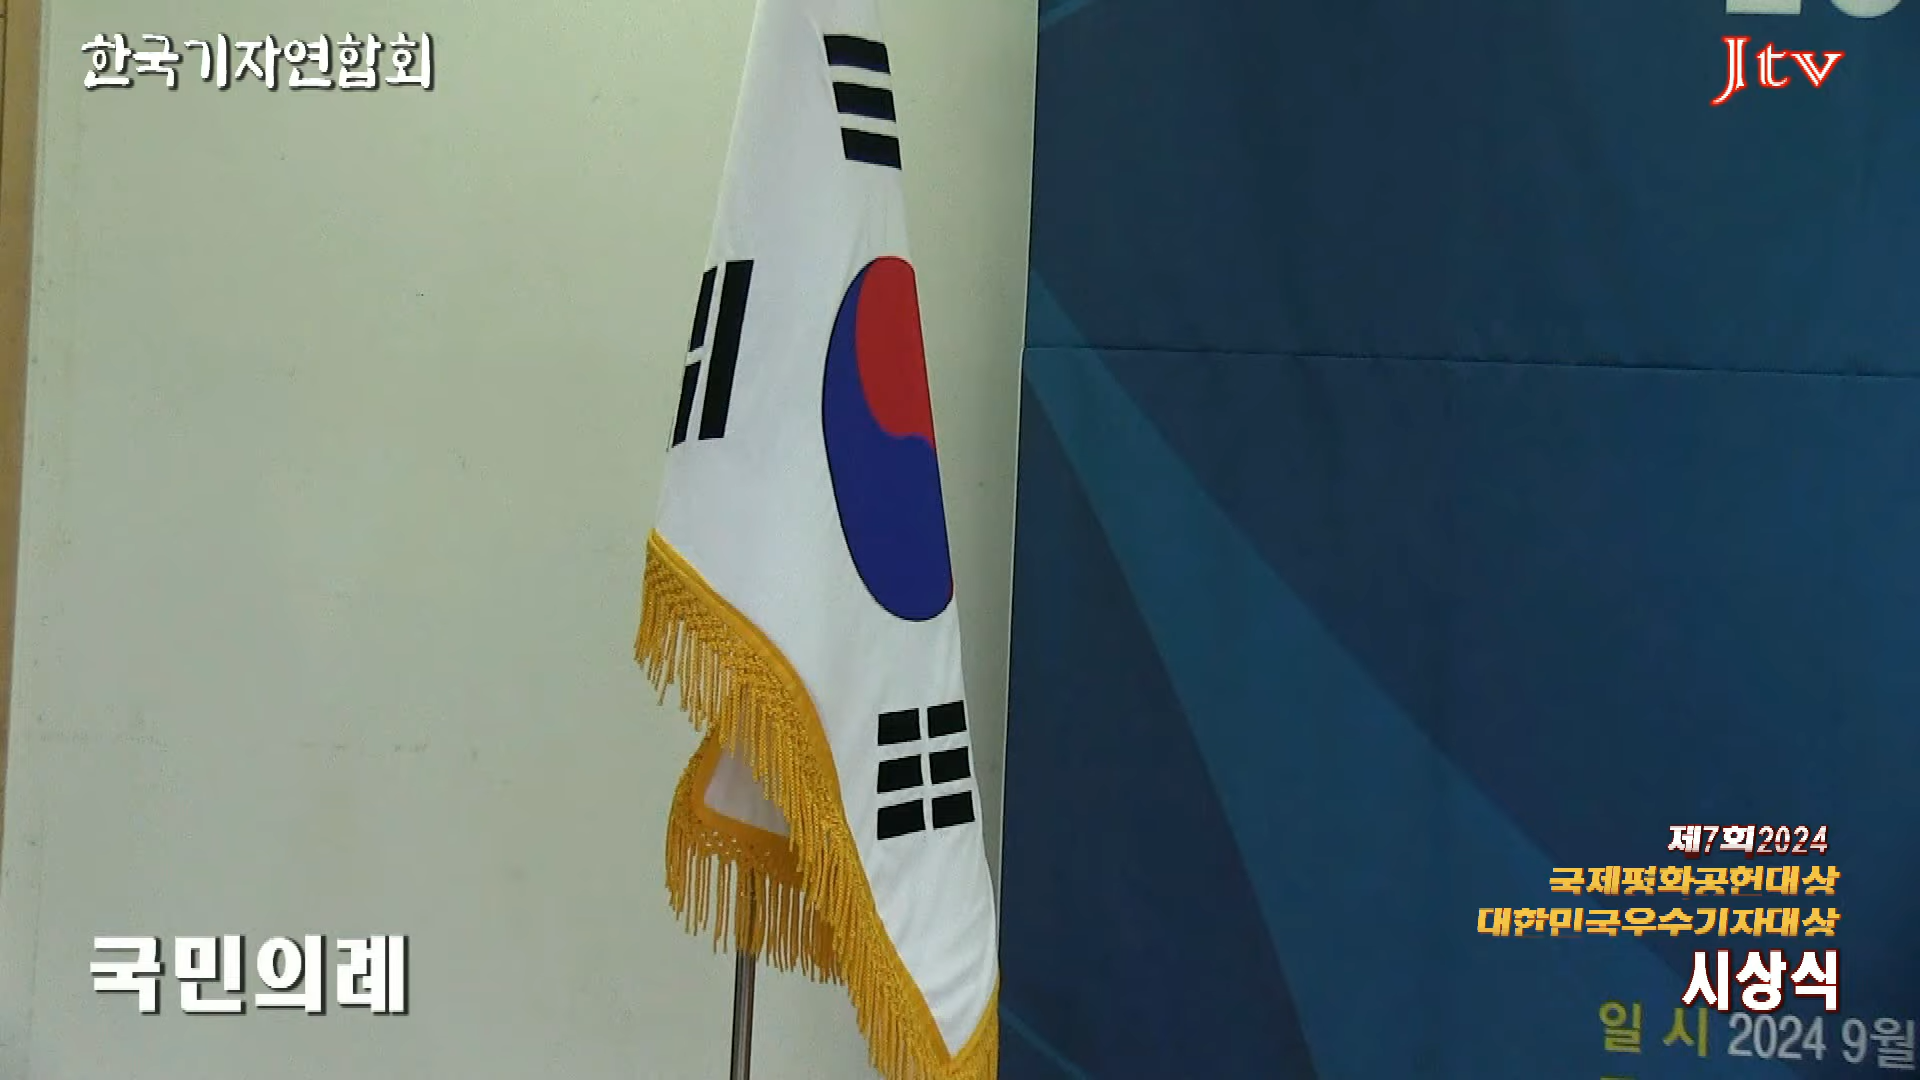 한국기자연합회
Jtv
국민의례
제7회2024
국제평화공헌대상
대한민국우수기자대상
시상식
일 시 2024 9월